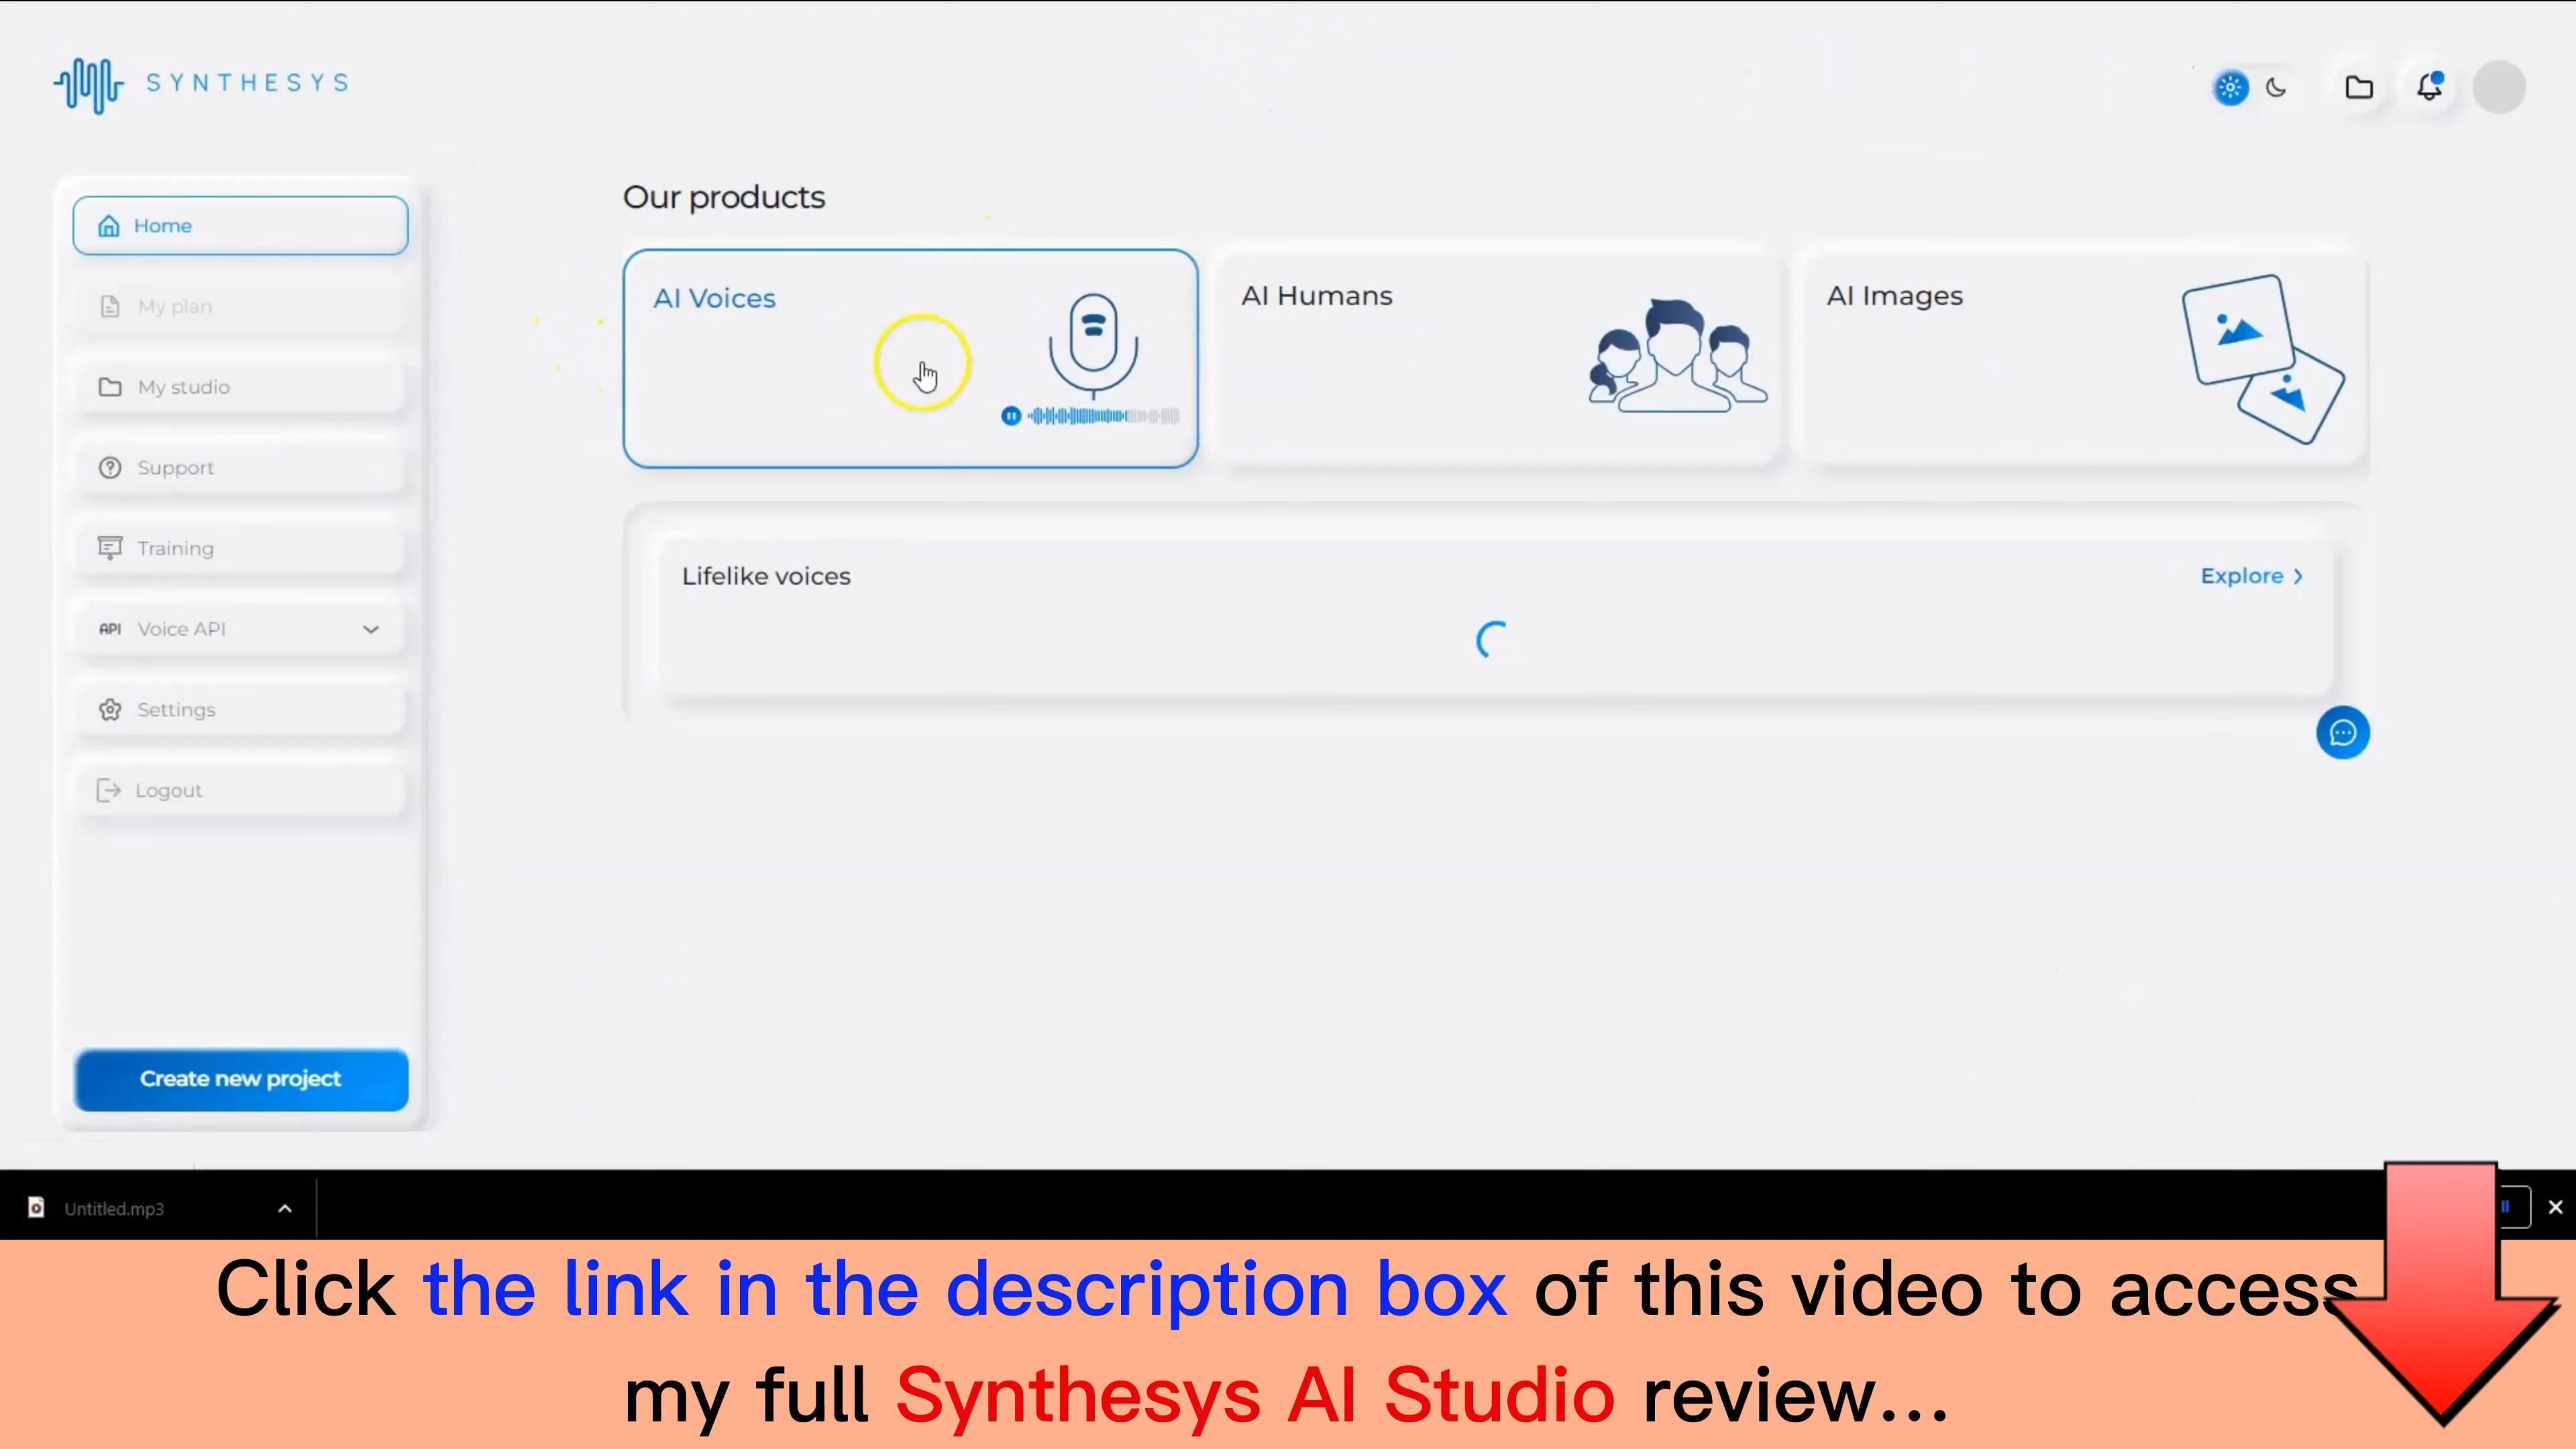 SYNTHESYS
Home
My plan
My studio
Support
Training
API Voice API
Settings
Logout
Create new project
Our products
AI Voices
AI Humans
AI Images
Lifelike voices
Explore
Untitled.mp3
Click the link in the description box of this video to access
my full Synthesys AI Studio review...